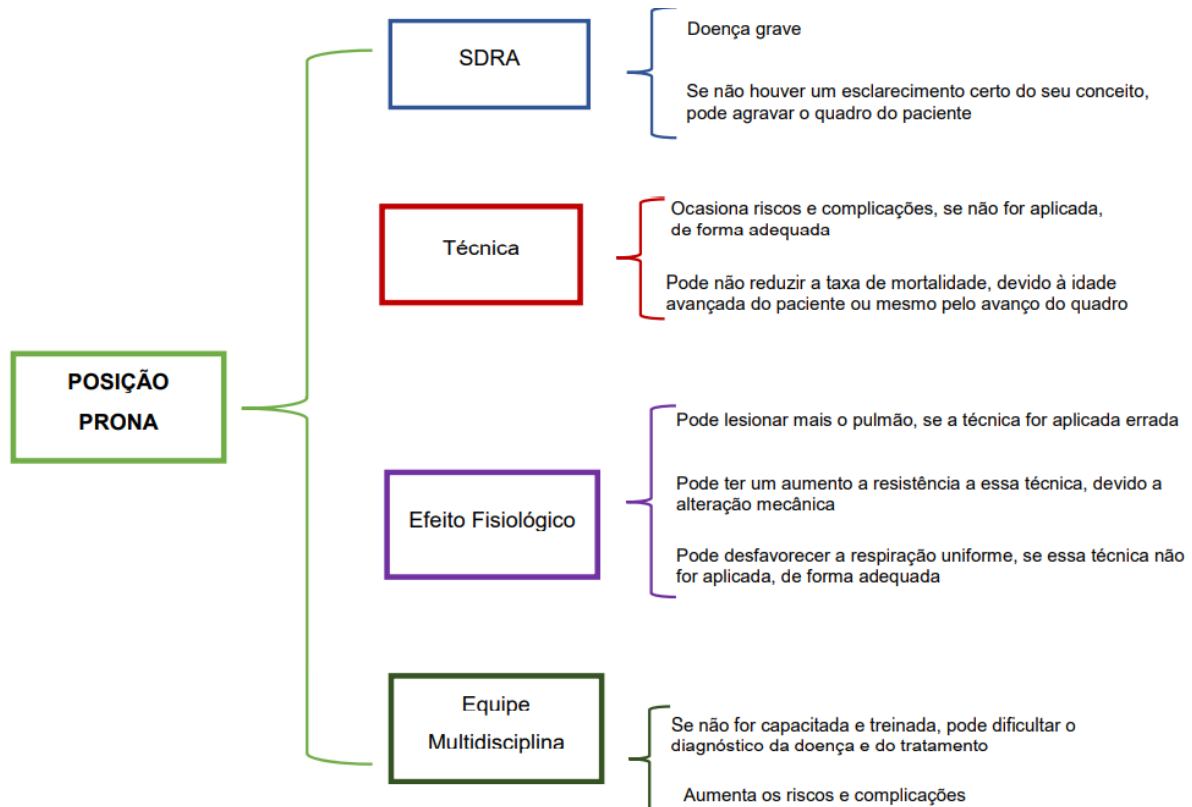 POSIÇÃO
PRONA
SDRA
Doença grave
Se não houver um esclarecimento certo do seu conceito,
pode agravar o quadro do paciente
Técnica
Ocasiona riscos e complicações, se não for aplicada,
de forma adequada
Pode não reduzir a taxa de mortalidade, devido à idade
avançada do paciente ou mesmo pelo avanço do quadro
Efeito Fisiológico
Pode lesionar mais o pulmão, se a técnica for aplicada errada
Pode ter um aumento a resistência a essa técnica, devido a
alteração mecânica
Pode desfavorecer a respiração uniforme, se essa técnica não
for aplicada, de forma adequada
Equipe
Multidisciplina
Se não for capacitada e treinada, pode dificultar o
diagnóstico da doença e do tratamento
Aumenta os riscos e complicações